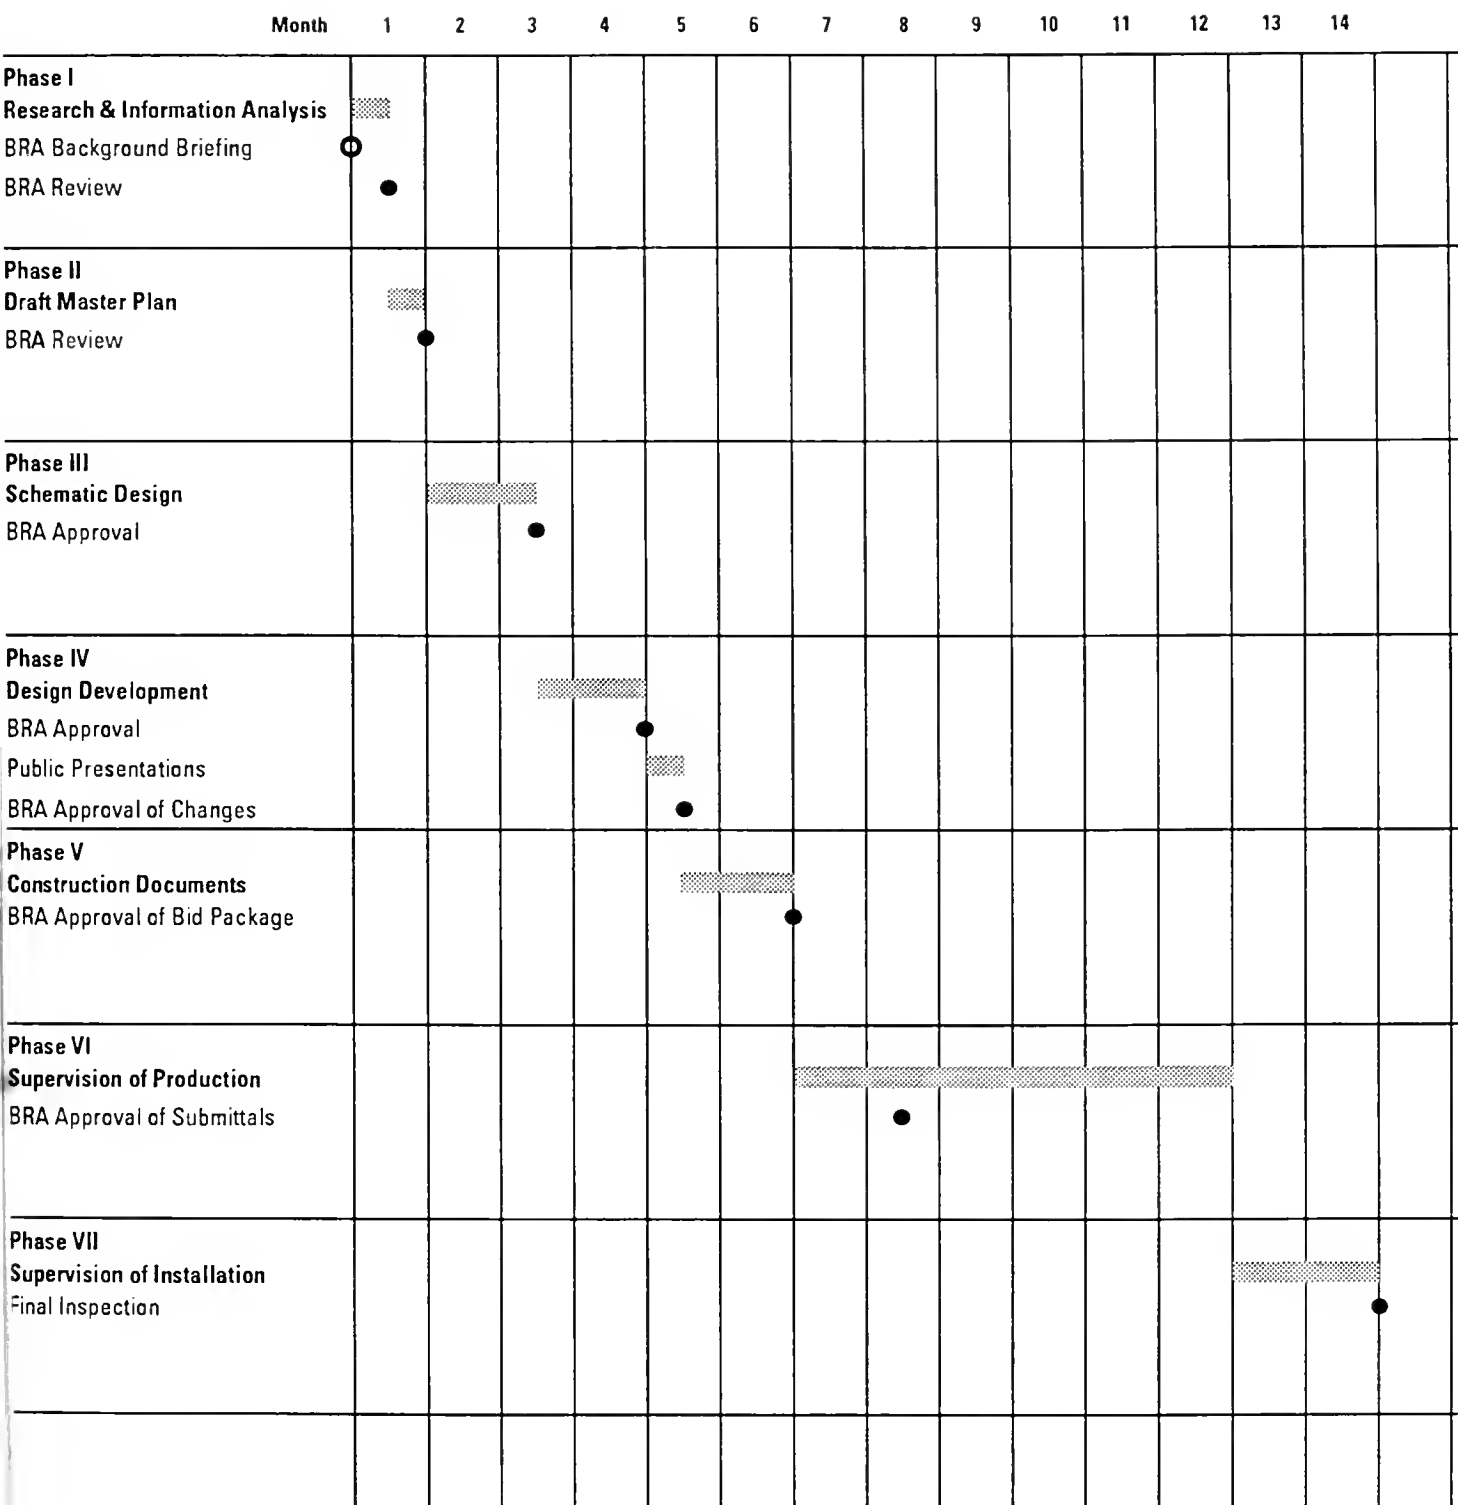 Month 1 2 3 4 5 6 7 8 9 10 11 12 13 14
Phase I
Research & Information Analysis
BRA Background Briefing
BRA Review
Phase II
Draft Master Plan
BRA Review
Phase III
Schematic Design
BRA Approval
Phase IV
Design Development
BRA Approval
Public Presentations
BRA Approval of Changes
Phase V
Construction Documents
BRA Approval of Bid Package
Phase VI
Supervision of Production
BRA Approval of Submittals
Phase VII
Supervision of Installation
Final Inspection